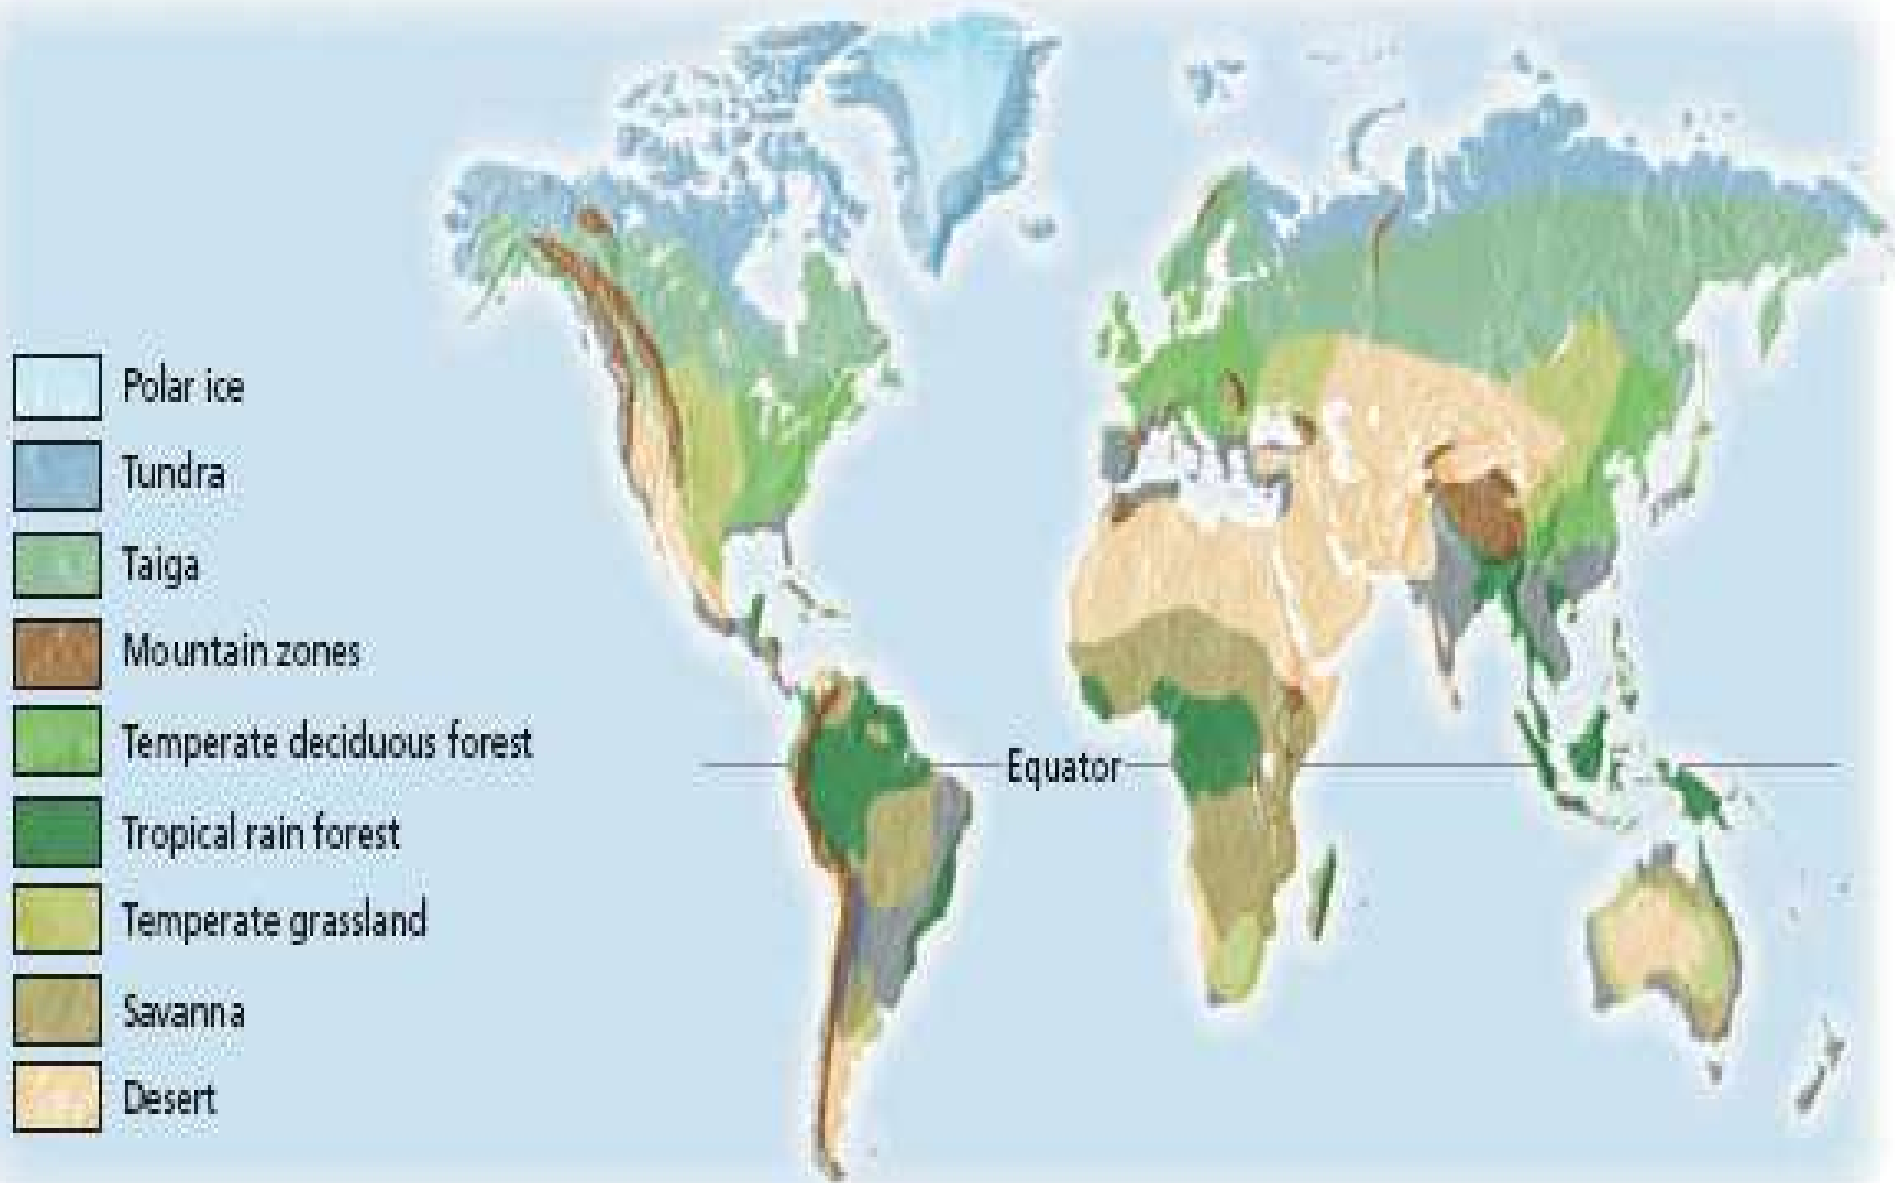 Polar ice
Tundra
Taiga
Mountain zones
Temperate deciduous forest
Tropical rain forest
Temperate grassland
Savanna
Desert
Equator